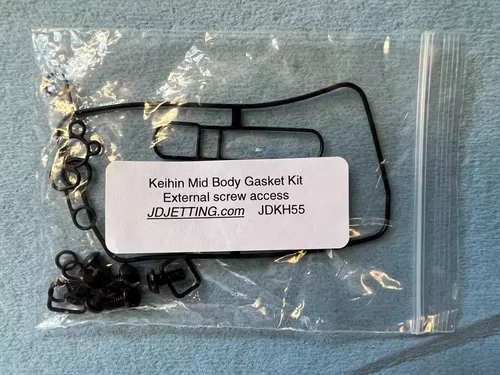 Keihin Mid Body Gasket Kit
External screw access
JDJETTING.com JDKH55